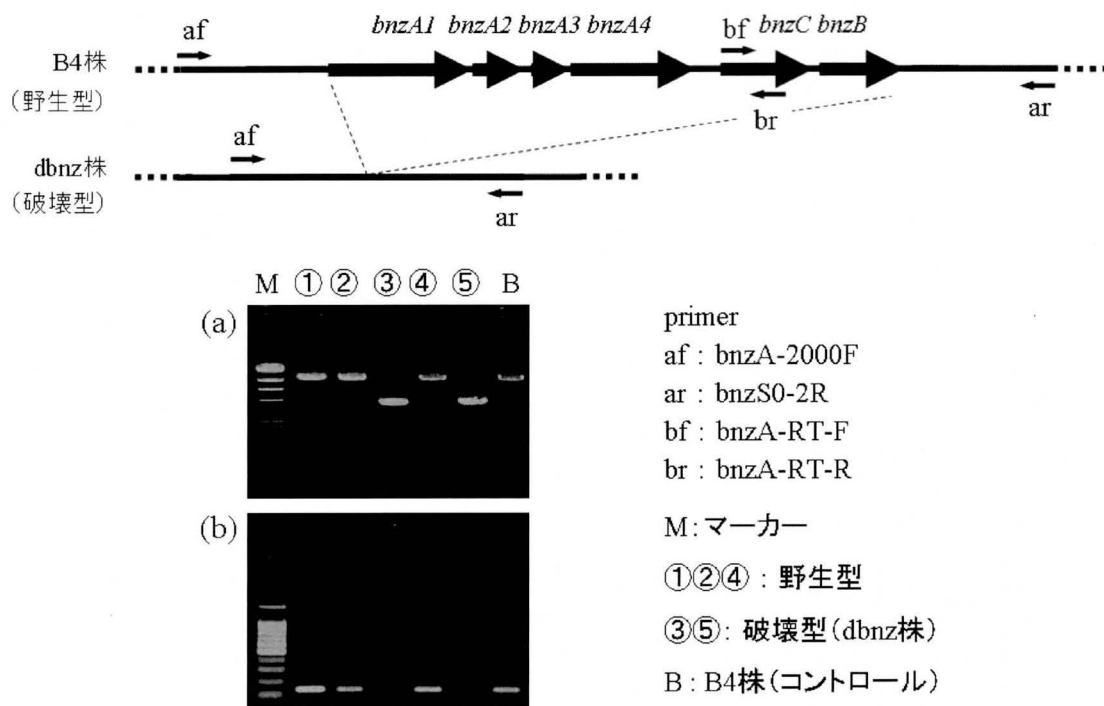 af
bnzA1 bnzA2 bnzA3 bnzA4
bf
bnzC bnzB
B4株
(野生型)
br
ar
af
dbnz株
(破壊型)
ar
M ① ② ③ ④ ⑤ B
(a)
(b)
primer
af : bnzA-2000F
ar : bnzS0-2R
bf : bnzA-RT-F
br : bnzA-RT-R
M:マーカー
①②④ : 野生型
③⑤: 破壊型(dbnz株)
B : B4株(コントロール)